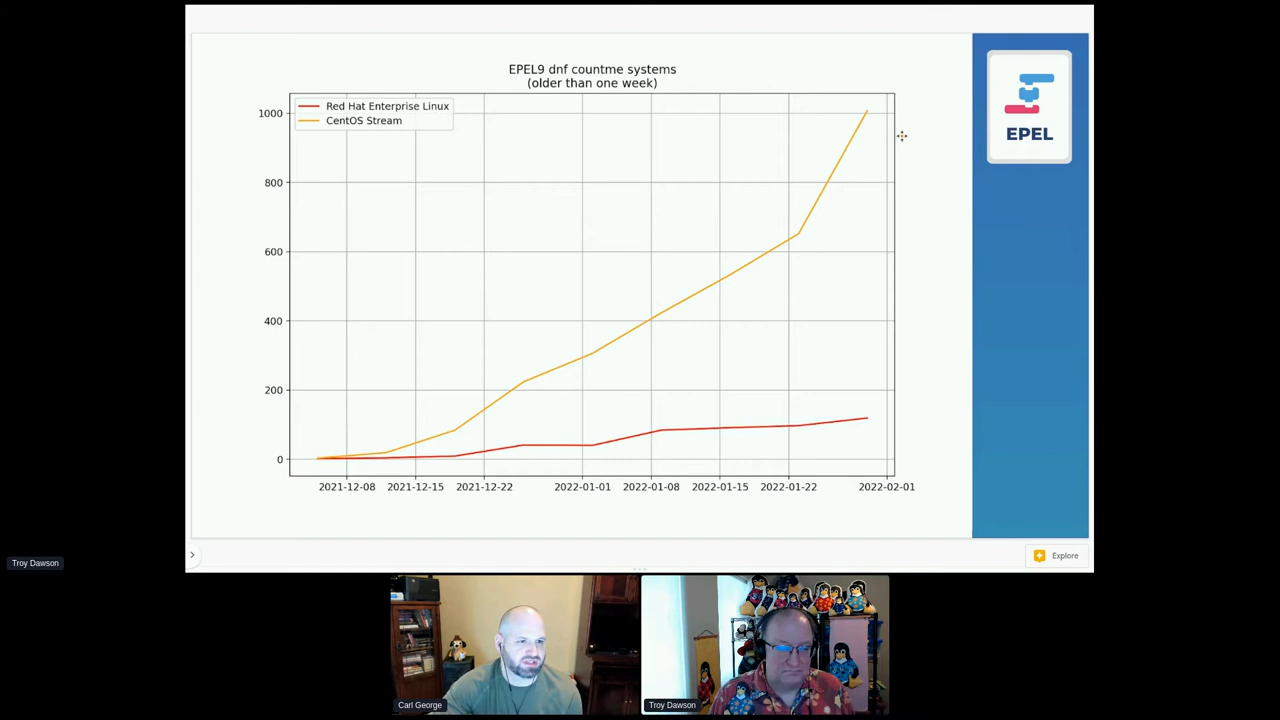 EPEL9 dnf countme systems
(older than one week)
Red Hat Enterprise Linux
CentOS Stream
1000
800
600
400
200
0
2021-12-08 2021-12-15 2021-12-22 2022-01-01 2022-01-08 2022-01-15 2022-01-22 2022-02-01
EPEL
Explore
Troy Dawson
Carl George
Troy Dawson